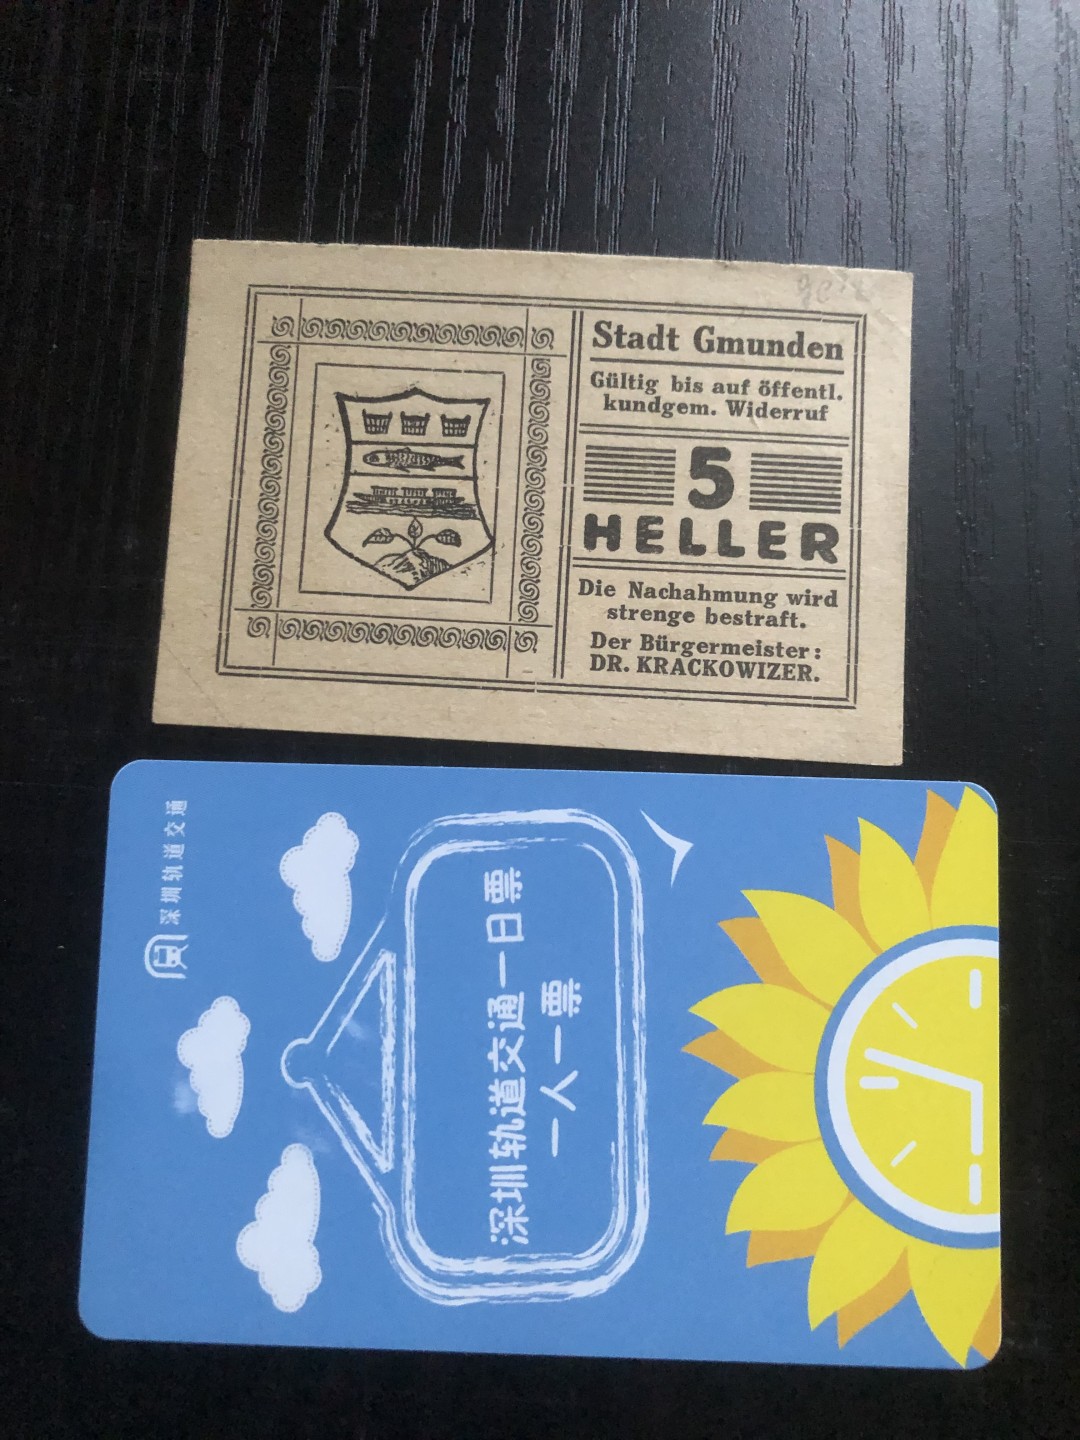 Stadt Gmunden
Gültig bis auf öffentl.
kundgem. Widerruf
5
HELLER
Die Nachahmung wird
strenge bestraft.
Der Bürgermeister:
DR. KRACKOWIZER.
深圳轨道交通
深圳轨道交通一日票
一人一票